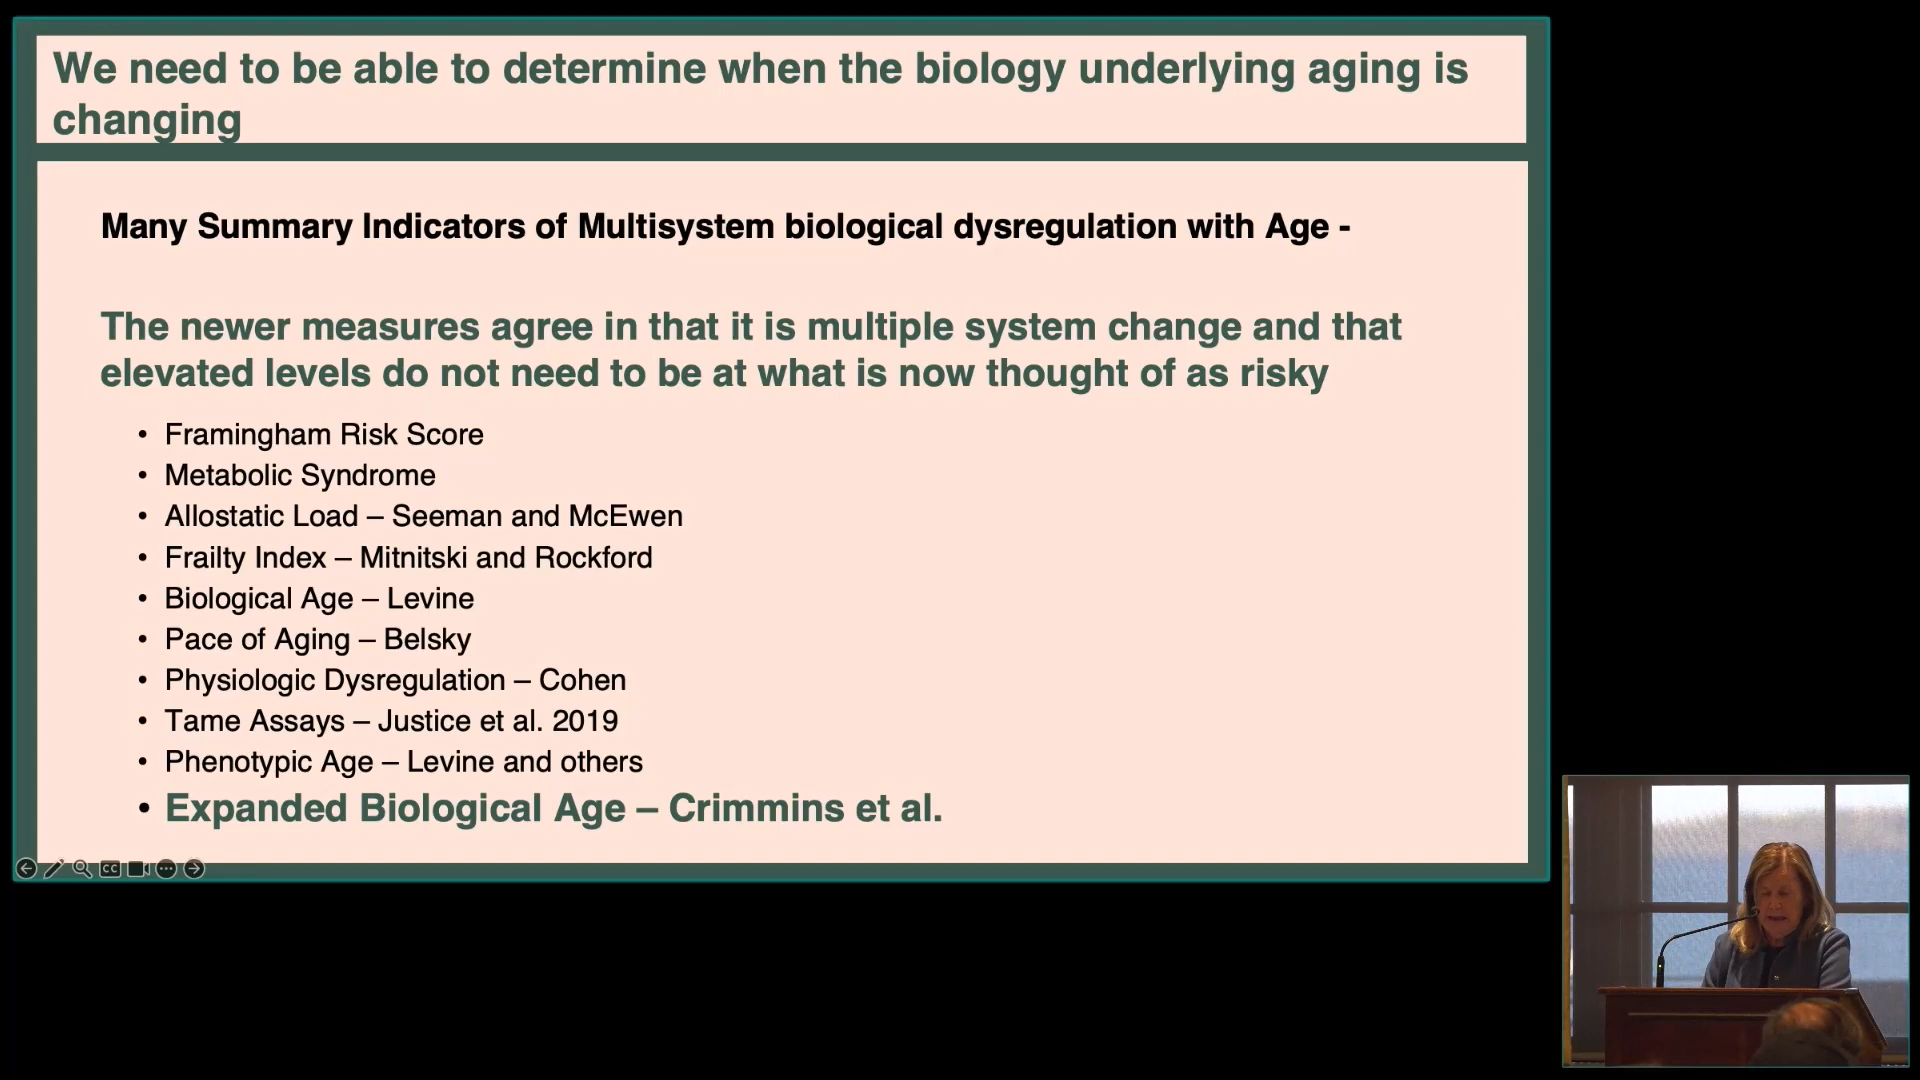 We need to be able to determine when the biology underlying aging is
changing
Many Summary Indicators of Multisystem biological dysregulation with Age -
The newer measures agree in that it is multiple system change and that
elevated levels do not need to be at what is now thought of as risky
• Framingham Risk Score
• Metabolic Syndrome
• Allostatic Load – Seeman and McEwen
• Frailty Index – Mitnitski and Rockford
• Biological Age – Levine
• Pace of Aging – Belsky
• Physiologic Dysregulation – Cohen
• Tame Assays – Justice et al. 2019
• Phenotypic Age – Levine and others
• Expanded Biological Age – Crimmins et al.
CC